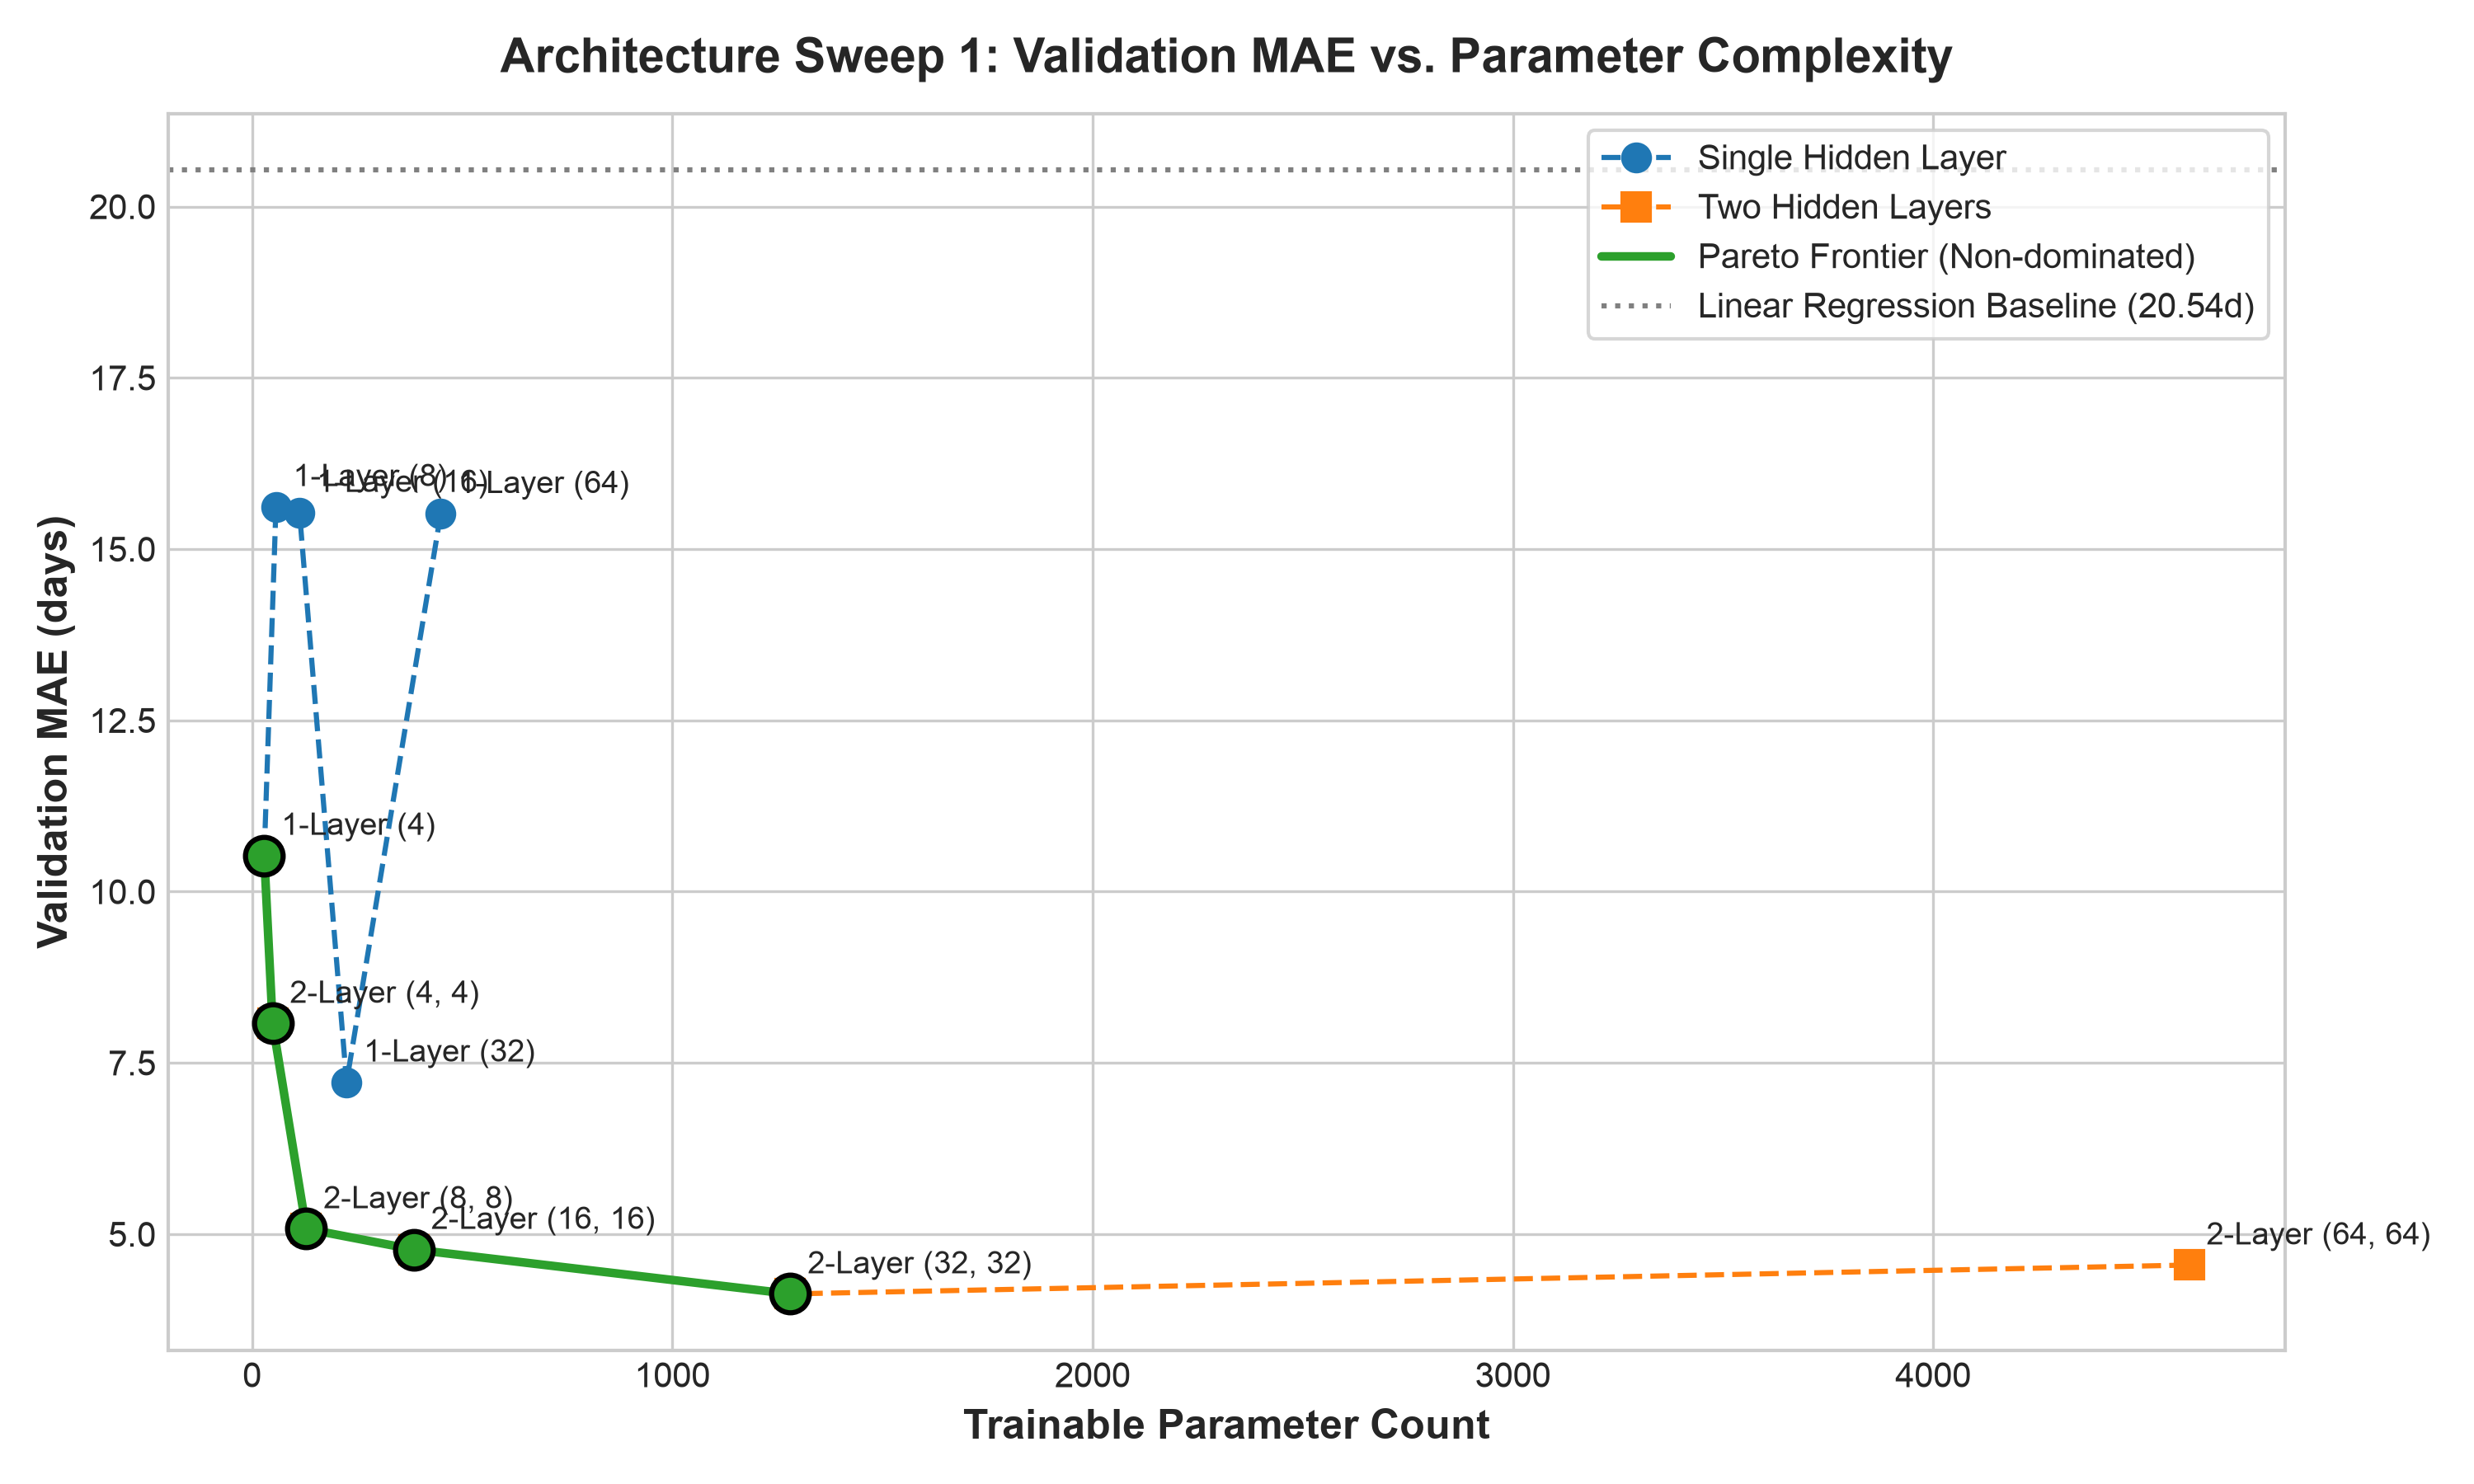 Architecture Sweep 1: Validation MAE vs. Parameter Complexity
Single Hidden Layer
Two Hidden Layers
Pareto Frontier (Non-dominated)
Linear Regression Baseline (20.54d)
Validation MAE (days)
20.0
17.5
15.0
12.5
10.0
7.5
5.0
1-Layer (8)
1-Layer (16)
1-Layer (64)
1-Layer (4)
2-Layer (4, 4)
1-Layer (32)
2-Layer (8, 8)
2-Layer (16, 16)
2-Layer (32, 32)
2-Layer (64, 64)
0
1000
2000
3000
4000
Trainable Parameter Count